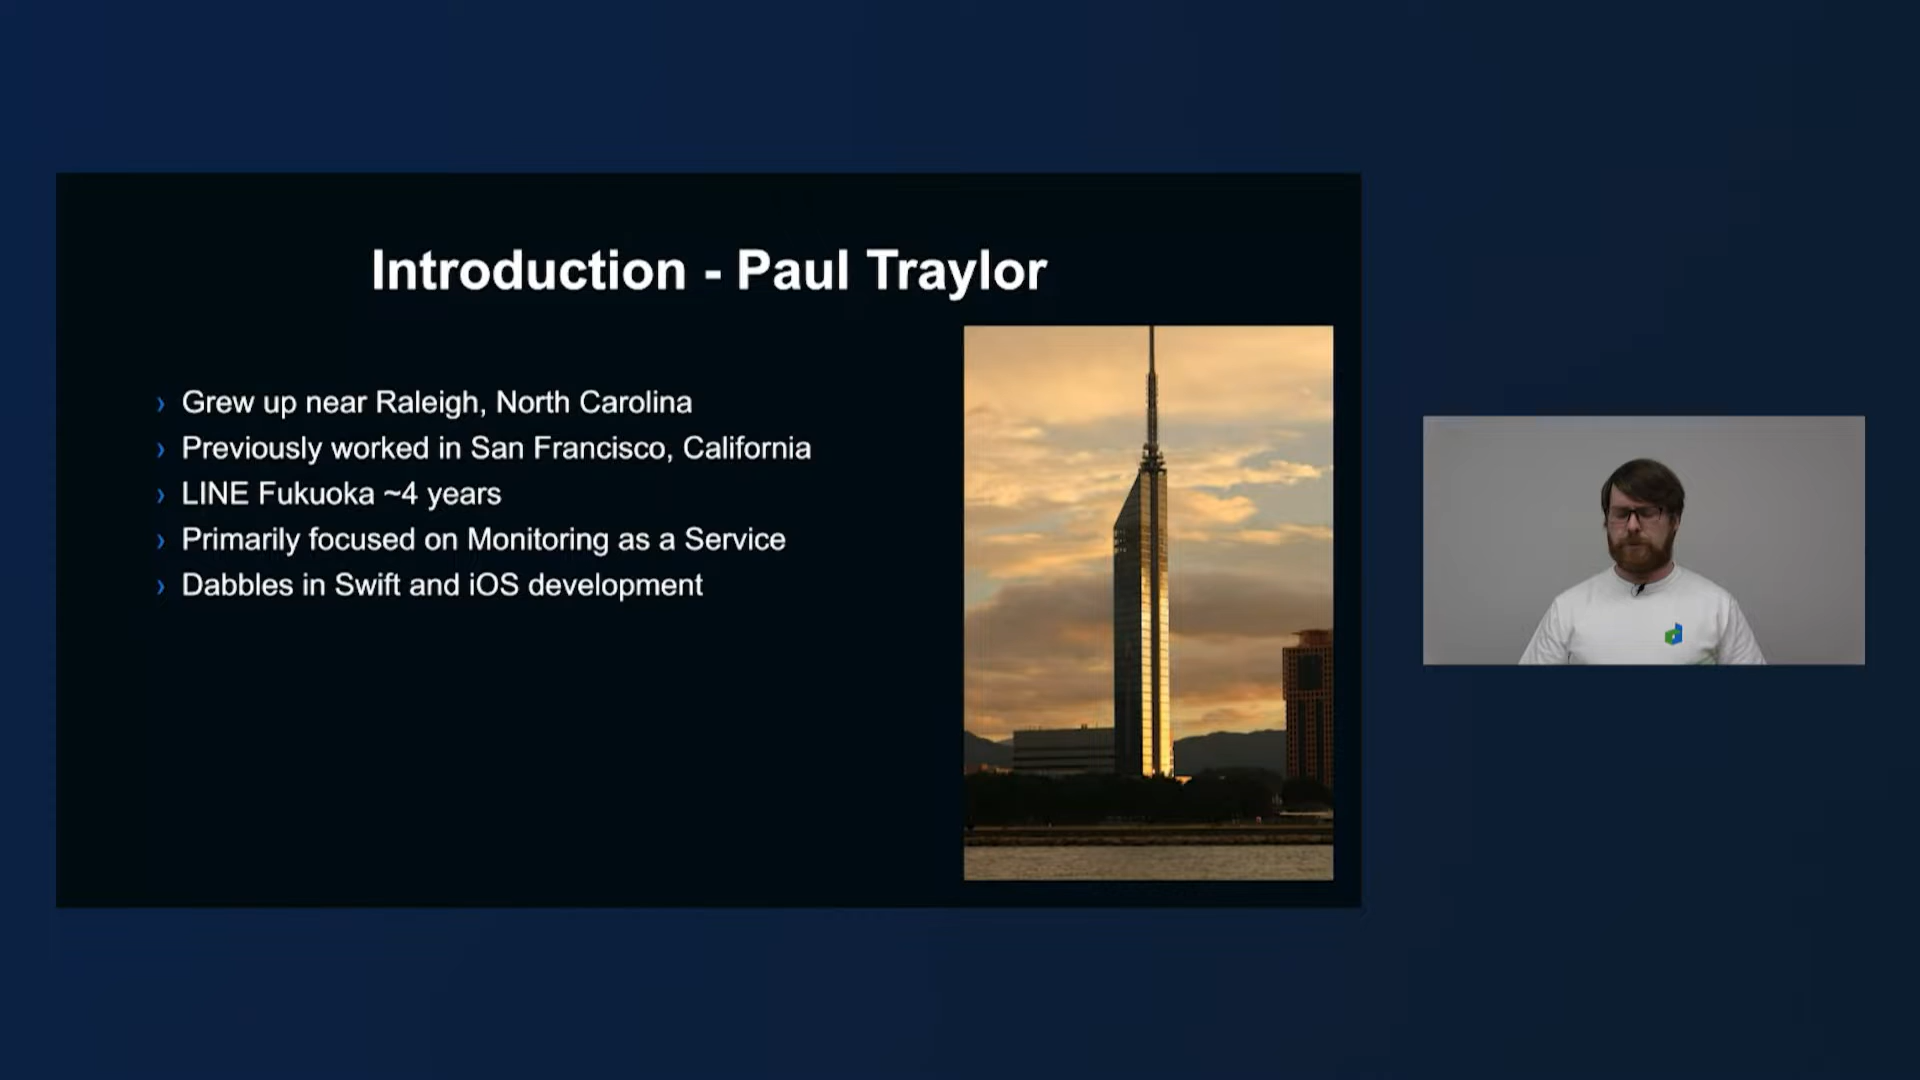 Introduction - Paul Traylor
› Grew up near Raleigh, North Carolina
› Previously worked in San Francisco, California
› LINE Fukuoka ~4 years
› Primarily focused on Monitoring as a Service
› Dabbles in Swift and iOS development